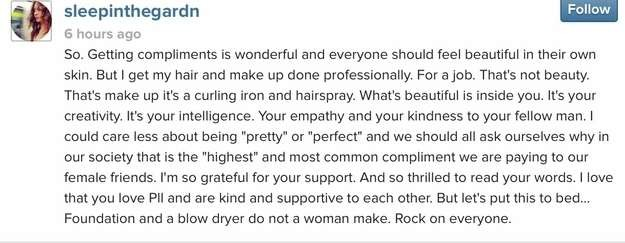 sleepinthegardn
Follow
6 hours ago
So. Getting compliments is wonderful and everyone should feel beautiful in their own
skin. But I get my hair and make up done professionally. For a job. That's not beauty.
That's make up it's a curling iron and hairspray. What's beautiful is inside you. It's your
creativity. It's your intelligence. Your empathy and your kindness to your fellow man. I
could care less about being "pretty" or "perfect" and we should all ask ourselves why in
our society that is the "highest" and most common compliment we are paying to our
female friends. I'm so grateful for your support. And so thrilled to read your words. I love
that you love Pll and are kind and supportive to each other. But let's put this to bed...
Foundation and a blow dryer do not a woman make. Rock on everyone.